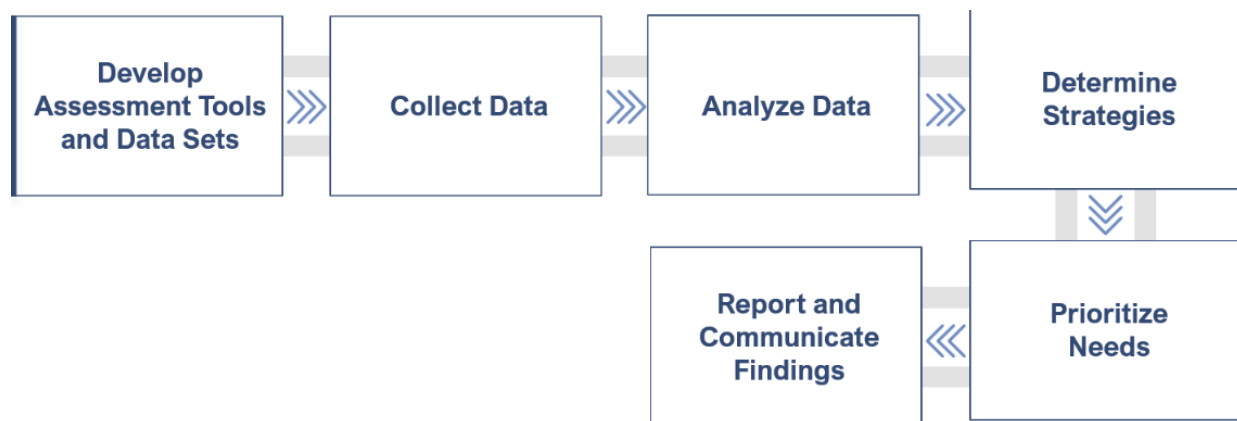 Develop
Assessment Tools
and Data Sets
Collect Data
Analyze Data
Determine
Strategies
Prioritize
Needs
Report and
Communicate
Findings